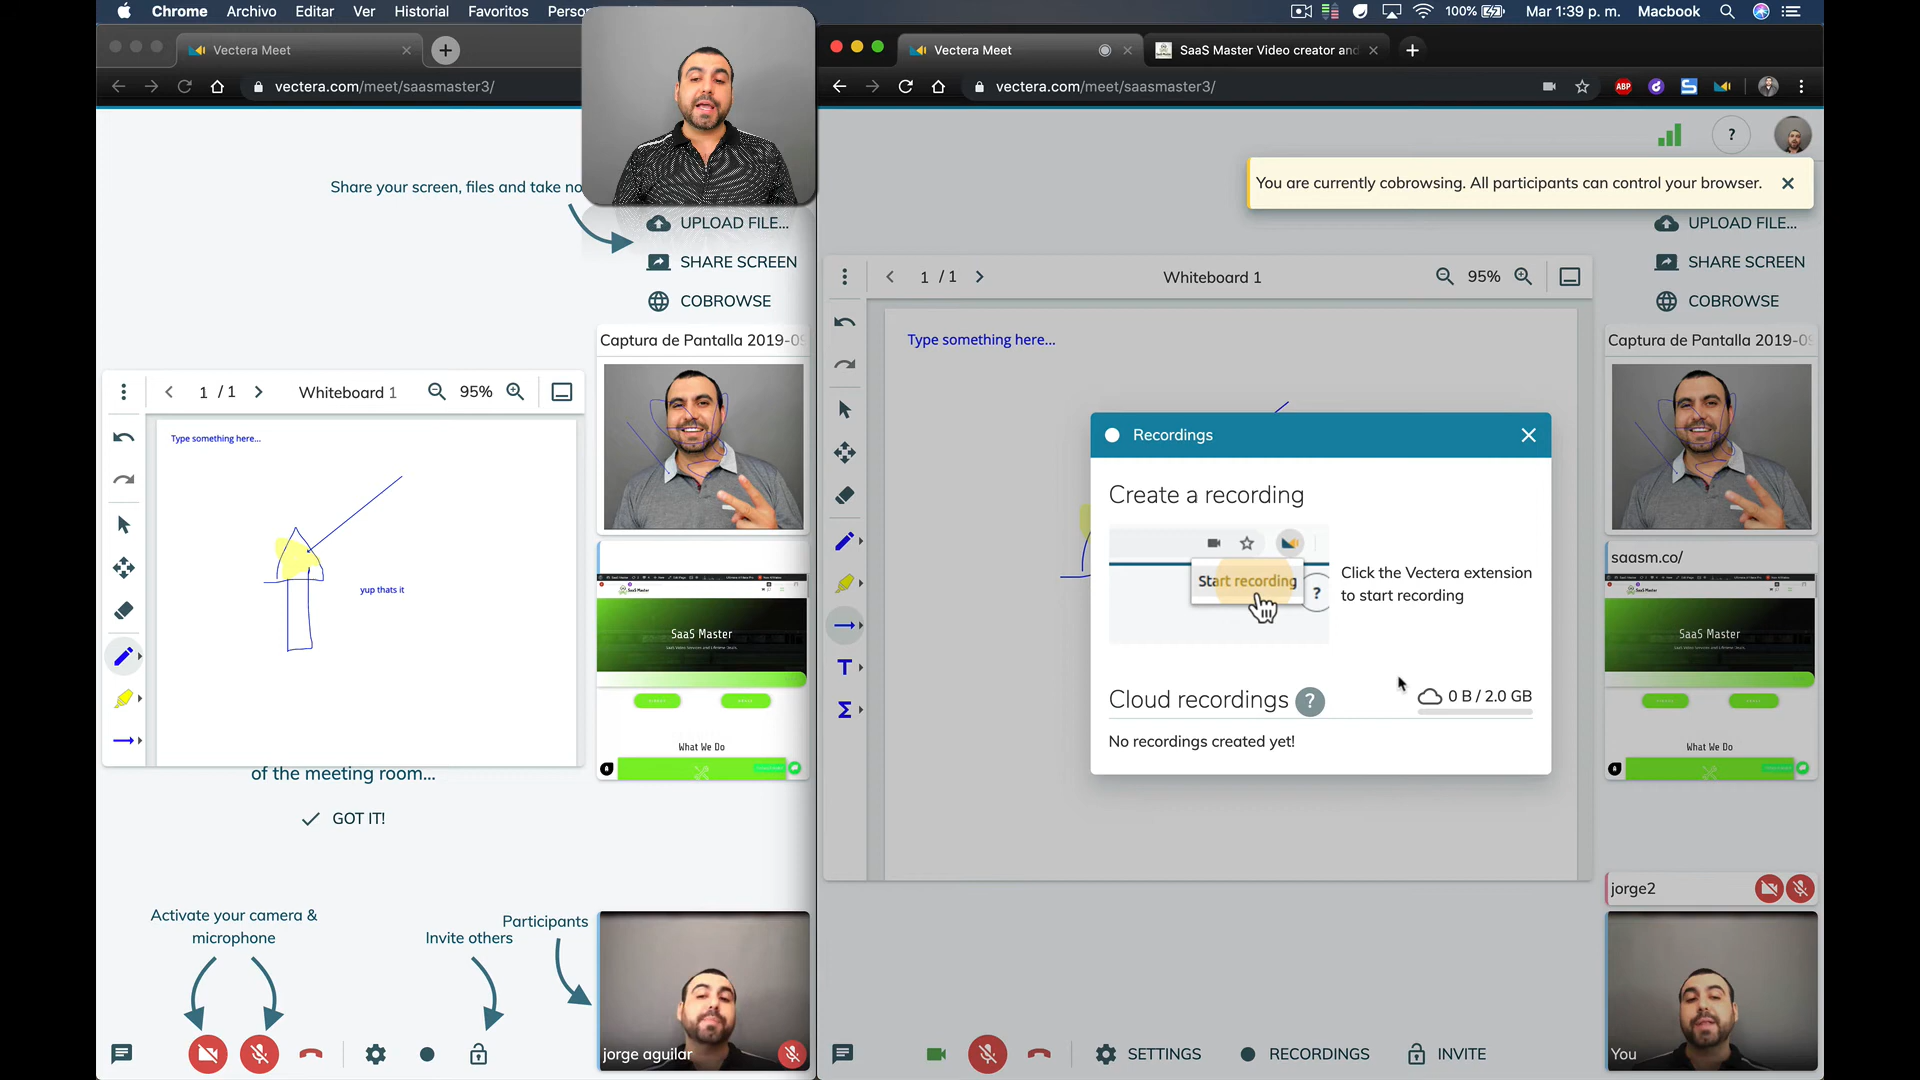 Chrome Archivo Editar Ver Historial Favoritos
100% Mar 1:39 p. m. Macbook
Vectera Meet
vectera.com/meet/saasmaster3/
Share your screen, files and take no
UPLOAD FILE...
SHARE SCREEN
COBROWSE
Captura de Pantalla 2019-09
1 / 1 Whiteboard 1 95%
Type something here...
yup thats it
SaaS Master
What We Do
of the meeting room...
GOT IT!
Activate your camera &
microphone
Invite others
Participants
jorge aguilar
Vectera Meet
SaaS Master Video creator and
vectera.com/meet/saasmaster3/
ABP
?
You are currently cobrowsing. All participants can control your browser.
UPLOAD FILE...
SHARE SCREEN
COBROWSE
1 / 1 Whiteboard 1 95%
Captura de Pantalla 2019-09
Type something here...
T
Σ
Recordings
Create a recording
Start recording
?
Click the Vectera extension
to start recording
Cloud recordings ? 0 B / 2.0 GB
No recordings created yet!
saasm.co/
SaaS Master
What We Do
jorge2
You
SETTINGS RECORDINGS INVITE